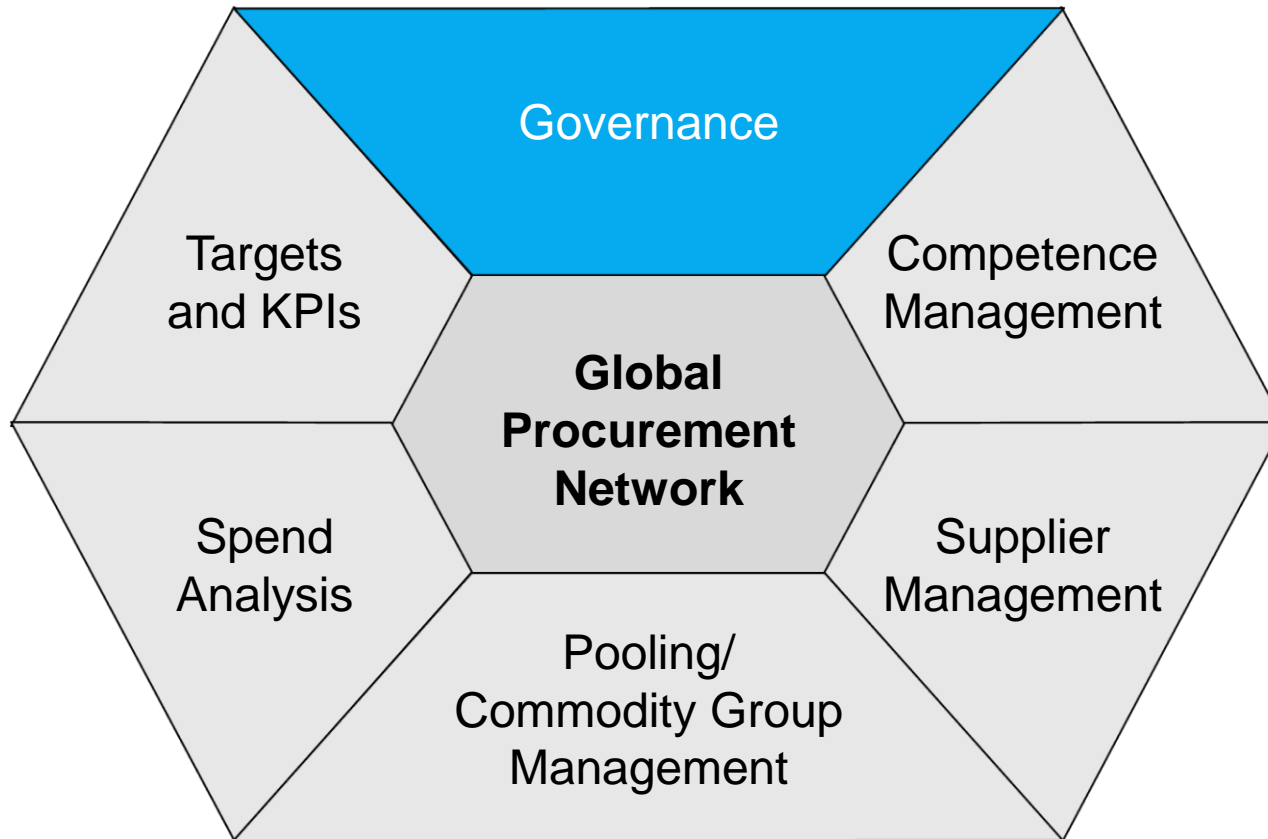 Governance
Targets
and KPIs
Competence
Management
Global
Procurement
Network
Spend
Analysis
Supplier
Management
Pooling/
Commodity Group
Management